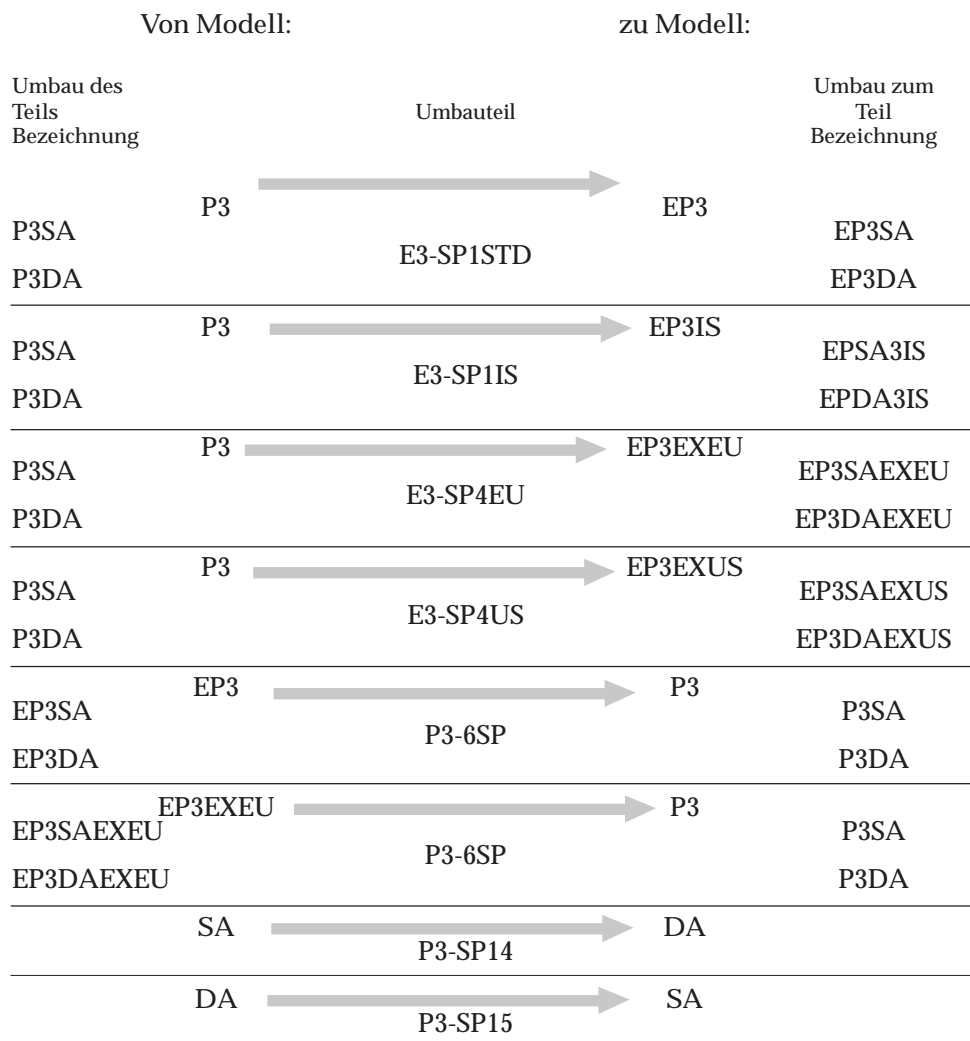 Von Modell: zu Modell:
Umbau des
Teils
Bezeichnung
Umbauteil
Umbau zum
Teil
Bezeichnung
P3 EP3
P3SA EP3SA
E3-SP1STD
P3DA EP3DA
P3 EP3IS
P3SA EPSA3IS
E3-SP1IS
P3DA EPDA3IS
P3 EP3EXEU
P3SA EP3SAEXEU
E3-SP4EU
P3DA EP3DAEXEU
P3 EP3EXUS
P3SA EP3SAEXUS
E3-SP4US
P3DA EP3DAEXUS
EP3 P3
EP3SA P3SA
P3-6SP
EP3DA P3DA
EP3EXEU P3
EP3SAEXEU P3SA
P3-6SP
EP3DAEXEU P3DA
SA DA
P3-SP14
DA SA
P3-SP15